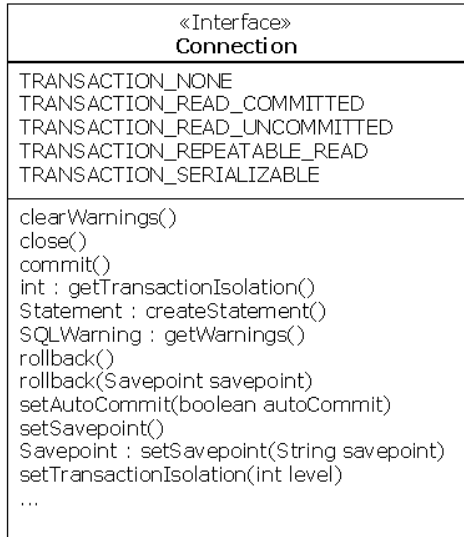 «Interface»
Connection
TRANSACTION_NONE
TRANSACTION_READ_COMMITTED
TRANSACTION_READ_UNCOMMITTED
TRANSACTION_REPEATABLE_READ
TRANSACTION_SERIALIZABLE
clearWarnings()
close()
commit()
int : getTransactionIsolation()
Statement : createStatement()
SQLWarning : getWarnings()
rollback()
rollback(Savepoint savepoint)
setAutoCommit(boolean autoCommit)
setSavepoint()
Savepoint : setSavepoint(String savepoint)
setTransactionIsolation(int level)
...